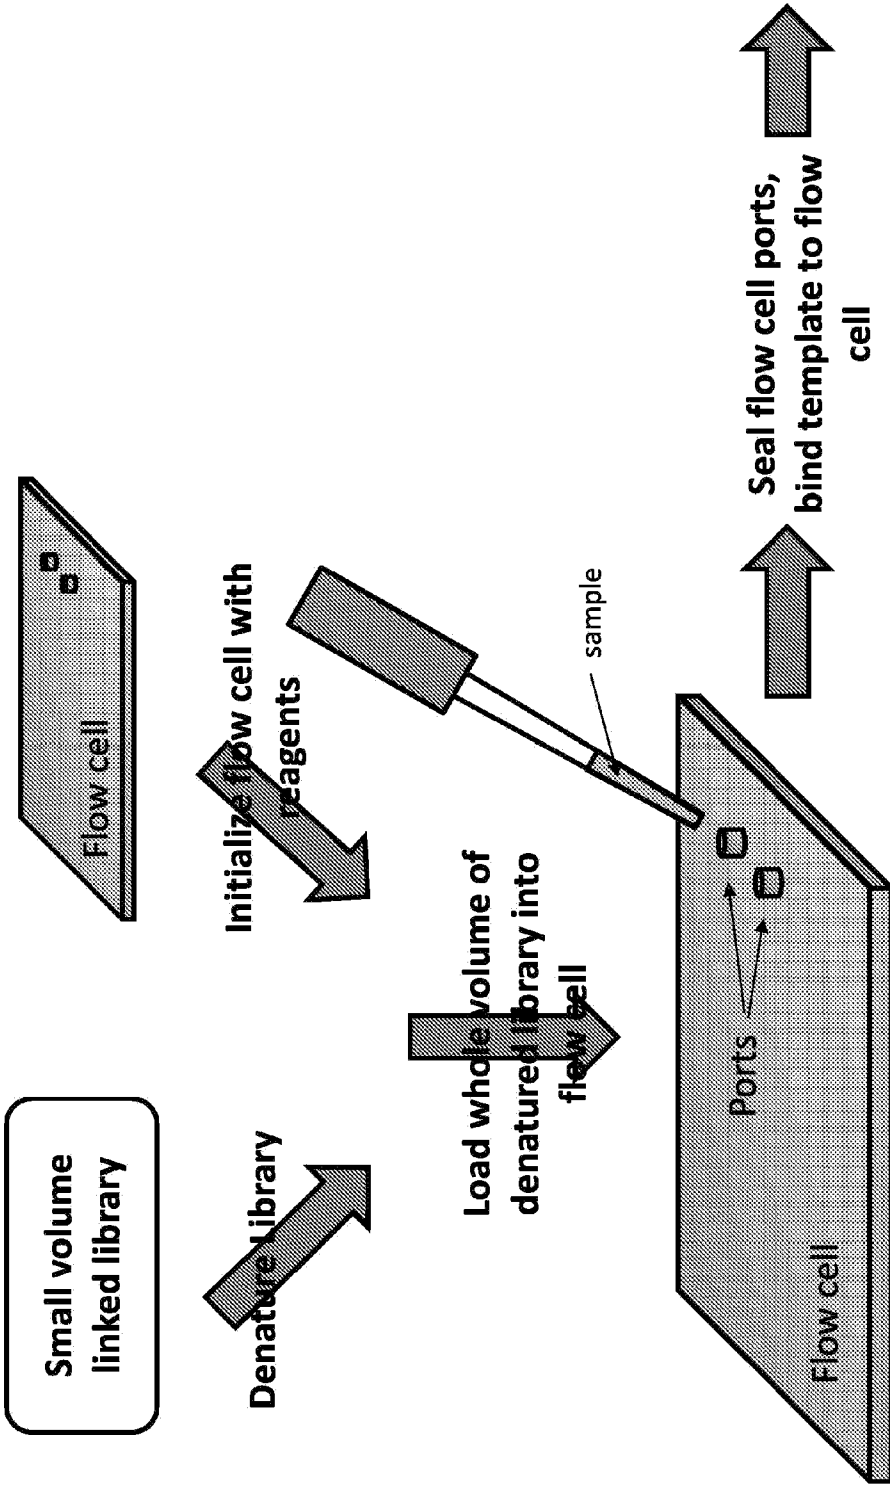 Small volume
linked library
Flow cell
Denature Library
Initialize flow cell with
reagents
Load whole volume of
denatured library into
flow cell
sample
Ports
Flow cell
Seal flow cell ports,
bind template to flow
cell